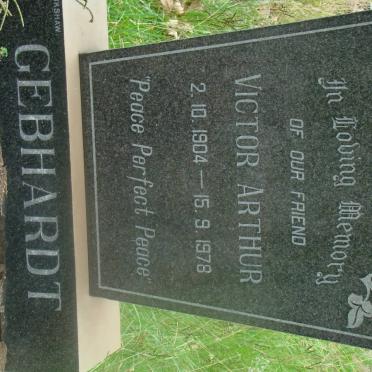 In Loving Memory
OF OUR FRIEND
VICTOR ARTHUR
2. 10. 1904 — 15. 9. 1978
"Peace Perfect Peace"
GEBHARDT